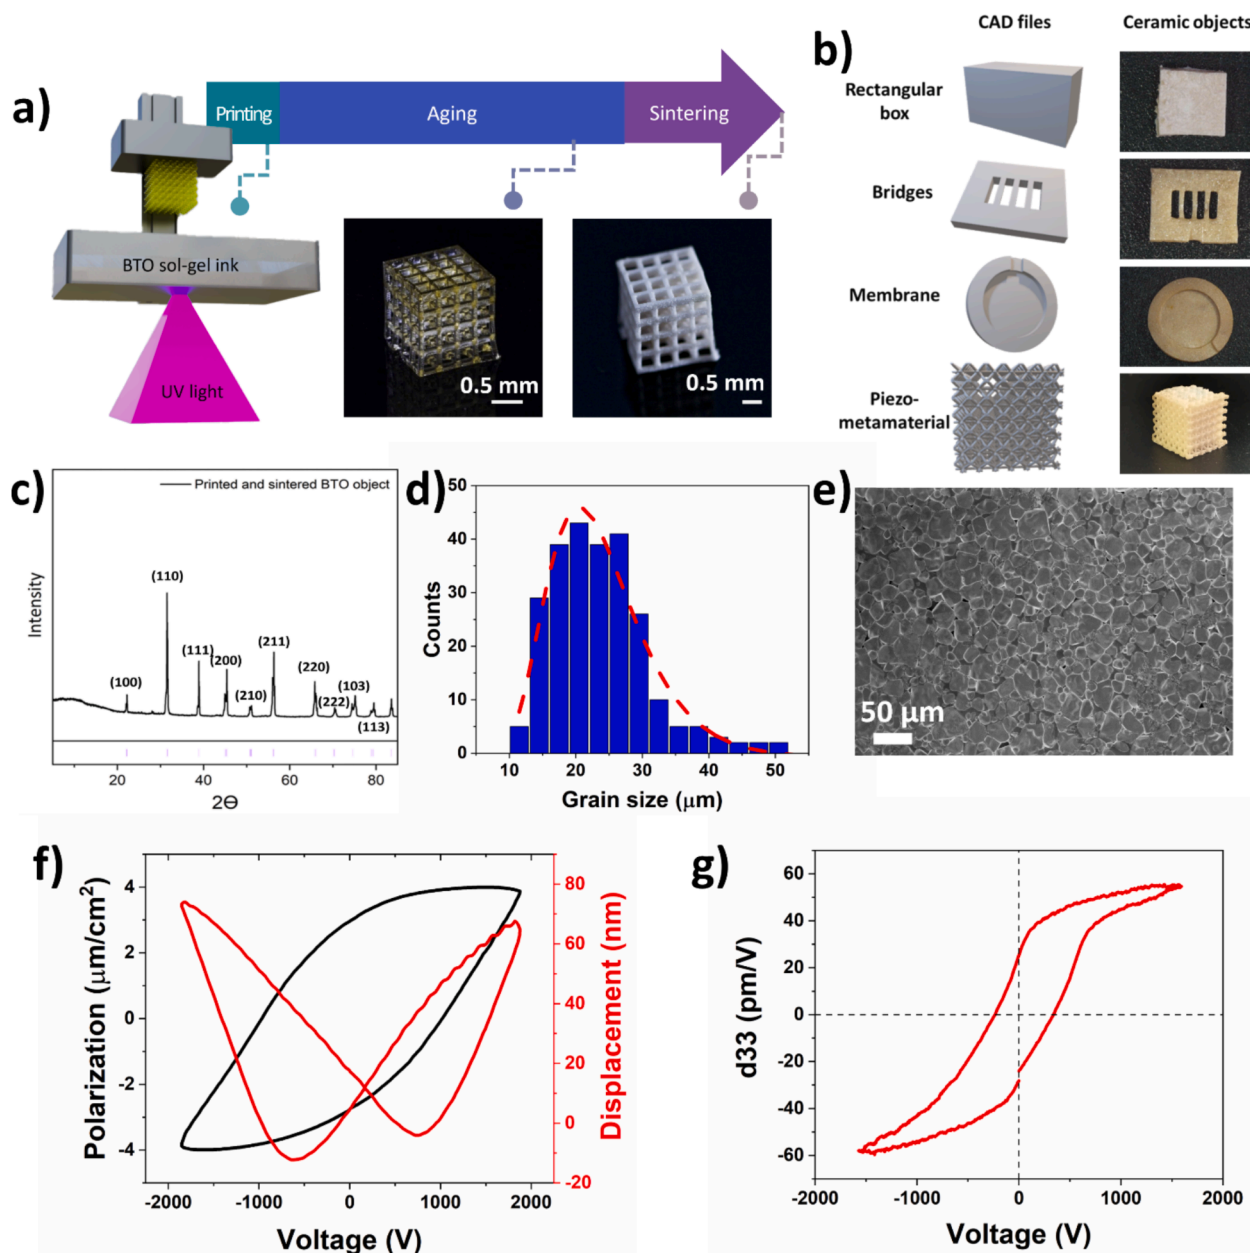 a)
Printing
Aging
Sintering
BTO sol-gel ink
UV light
0.5 mm
0.5 mm
b)
CAD files
Ceramic objects
Rectangular
box
Bridges
Membrane
Piezo-
metamaterial
c)
Printed and sintered BTO object
Intensity
(100)
(110)
(111)
(200)
(210)
(211)
(220)
(222)
(103)
(113)
20 40 60 80
2Θ
d)
Counts
50
40
30
20
10
0
10 20 30 40 50
Grain size (μm)
e)
50 μm
f)
Polarization (μm/cm²)
4
2
0
-2
-4
80
60
40
20
0
-20
Displacement (nm)
-2000 -1000 0 1000 2000
Voltage (V)
g)
d33 (pm/V)
60
40
20
0
-20
-40
-60
-2000 -1000 0 1000 2000
Voltage (V)